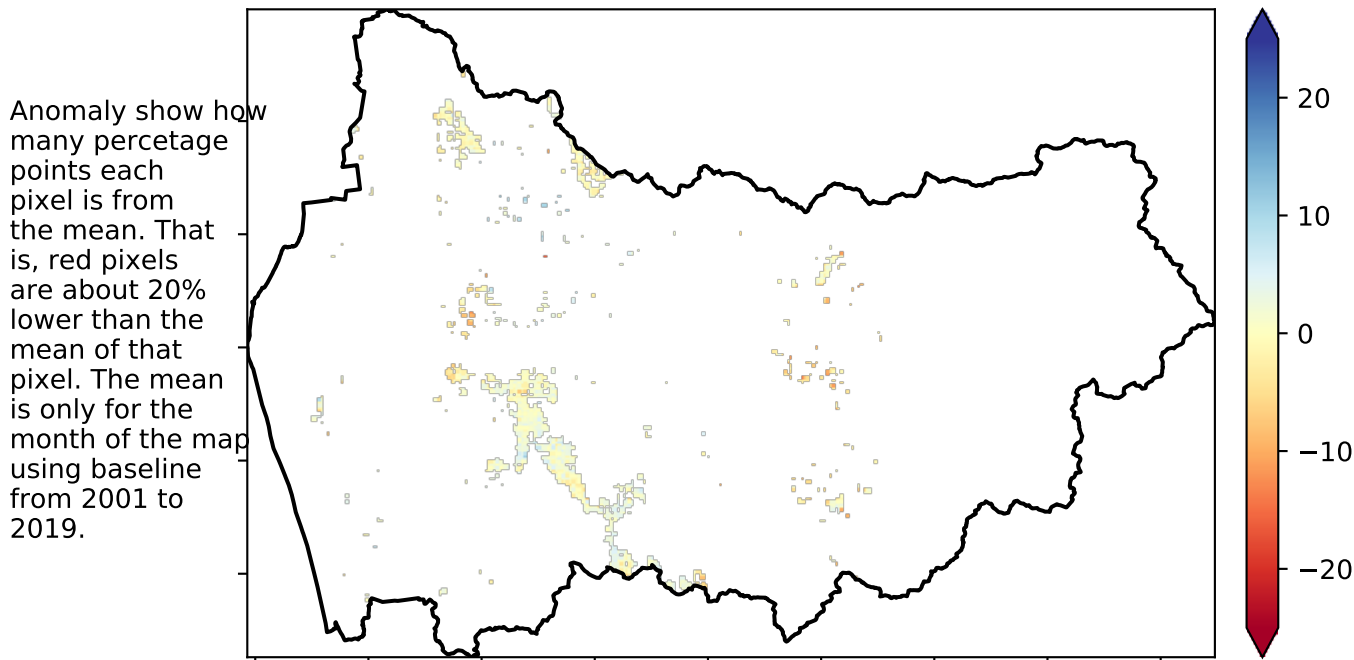 Anomaly show how
many percetage
points each
pixel is from
the mean. That
is, red pixels
are about 20%
lower than the
mean of that
pixel. The mean
is only for the
month of the map
using baseline
from 2001 to
2019.
20
10
0
−10
−20